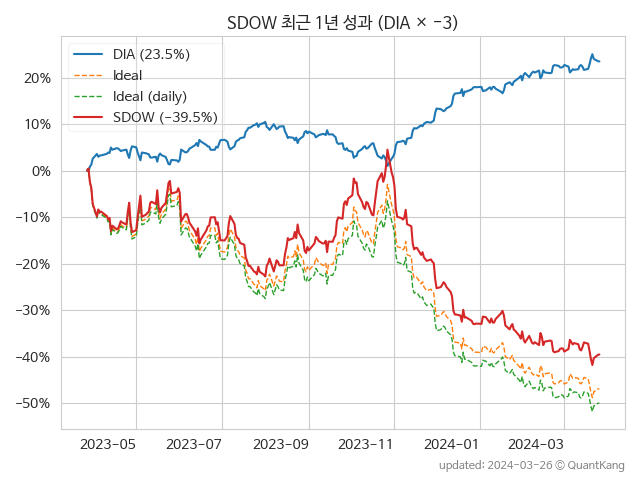 SDOW 최근 1년 성과 (DIA × −3)
DIA (23.5%)
Ideal
Ideal (daily)
SDOW (−39.5%)
20%
10%
0%
−10%
−20%
−30%
−40%
−50%
2023-05 2023-07 2023-09 2023-11 2024-01 2024-03
updated: 2024-03-26 © QuantKang